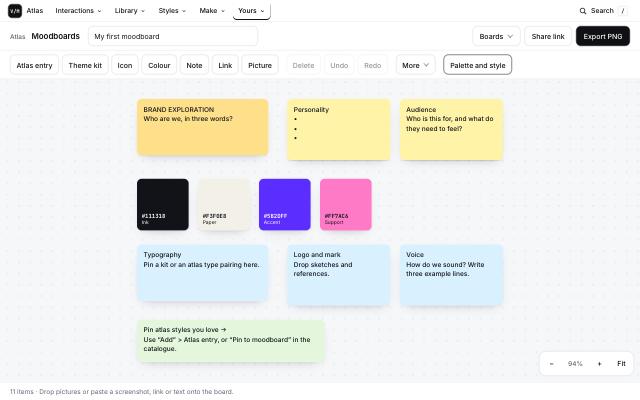 V/M Atlas Interactions Library Styles Make Yours Search /
Atlas Moodboards My first moodboard Boards Share link Export PNG
Atlas entry Theme kit Icon Colour Note Link Picture Delete Undo Redo More Palette and style
BRAND EXPLORATION
Who are we, in three words?
Personality
•
•
•
Audience
Who is this for, and what do
they need to feel?
#111318
Ink
#F3F0E8
Paper
#5B2DFF
Accent
#FF7AC6
Support
Typography
Pin a kit or an atlas type pairing here.
Logo and mark
Drop sketches and
references.
Voice
How do we sound? Write
three example lines.
Pin atlas styles you love →
Use “Add” > Atlas entry, or “Pin to moodboard” in the
catalogue.
− 94% + Fit
11 items · Drop pictures or paste a screenshot, link or text onto the board.